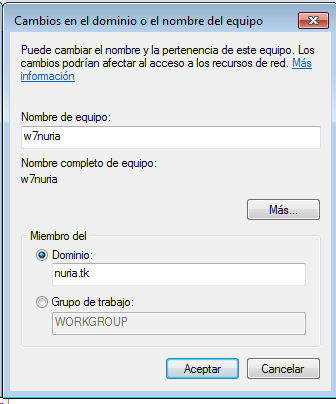 Cambios en el dominio o el nombre del equipo
Puede cambiar el nombre y la pertenencia de este equipo. Los
cambios podrían afectar al acceso a los recursos de red. Más
información
Nombre de equipo:
w7nuria
Nombre completo de equipo:
w7nuria
Más...
Miembro del
Dominio:
nuria.tk
Grupo de trabajo:
WORKGROUP
Aceptar Cancelar